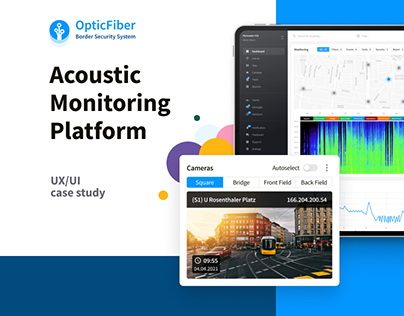 OpticFiber
Border Security System
Acoustic
Monitoring
Platform
UX/UI
case study
Dashboard
Monitoring
Cameras
Autoselect
Square
Bridge
Front Field
Back Field
(S1) U Rosenthaler Platz
166.204.200.54
09:55
04.04.2021